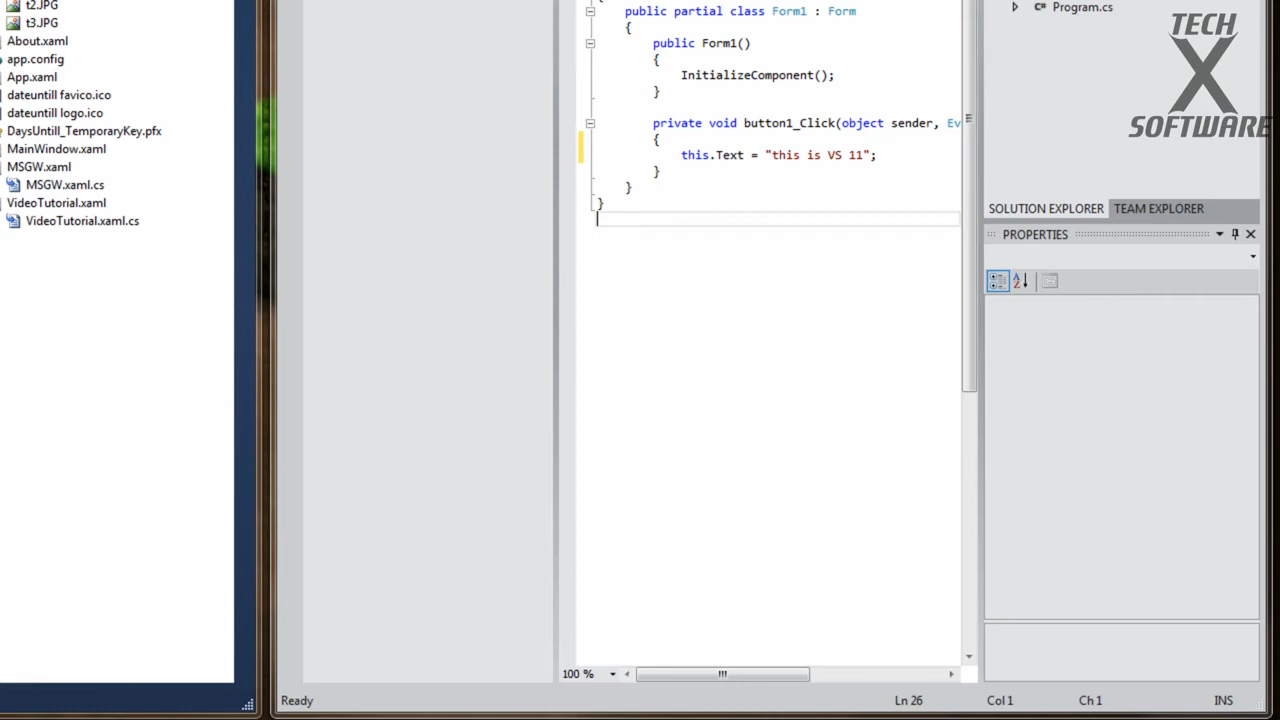 t2.JPG
t3.JPG
About.xaml
app.config
App.xaml
dateuntill favico.ico
dateuntill logo.ico
DaysUntill_TemporaryKey.pfx
MainWindow.xaml
MSGW.xaml
MSGW.xaml.cs
VideoTutorial.xaml
VideoTutorial.xaml.cs
public partial class Form1 : Form
{
public Form1()
{
InitializeComponent();
}
private void button1_Click(object sender, Ev
{
this.Text = "this is VS 11";
}
}
}
100 %
Ready
Ln 26
Col 1
Ch 1
INS
C# Program.cs
TECH
X
SOFTWARE
SOLUTION EXPLORER
TEAM EXPLORER
PROPERTIES